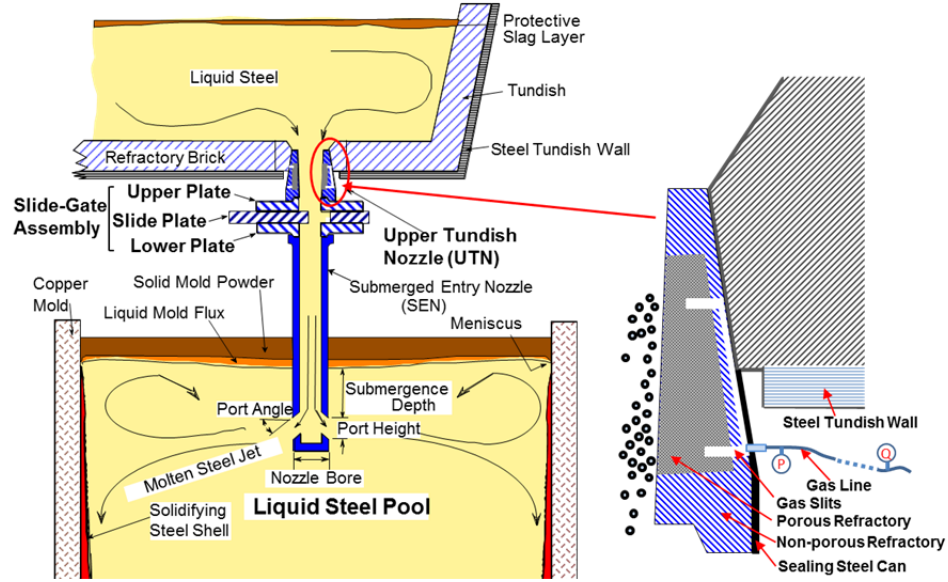 Protective
Slag Layer
Liquid Steel
Tundish
Refractory Brick
Steel Tundish Wall
Slide-Gate
Assembly
Upper Plate
Slide Plate
Lower Plate
Upper Tundish
Nozzle (UTN)
Submerged Entry Nozzle
(SEN)
Copper
Mold
Solid Mold Powder
Liquid Mold Flux
Meniscus
Submergence
Depth
Port Angle
Port Height
Molten Steel Jet
Nozzle Bore
Liquid Steel Pool
Solidifying
Steel Shell
Steel Tundish Wall
P
Q
Gas Line
Gas Slits
Porous Refractory
Non-porous Refractory
Sealing Steel Can